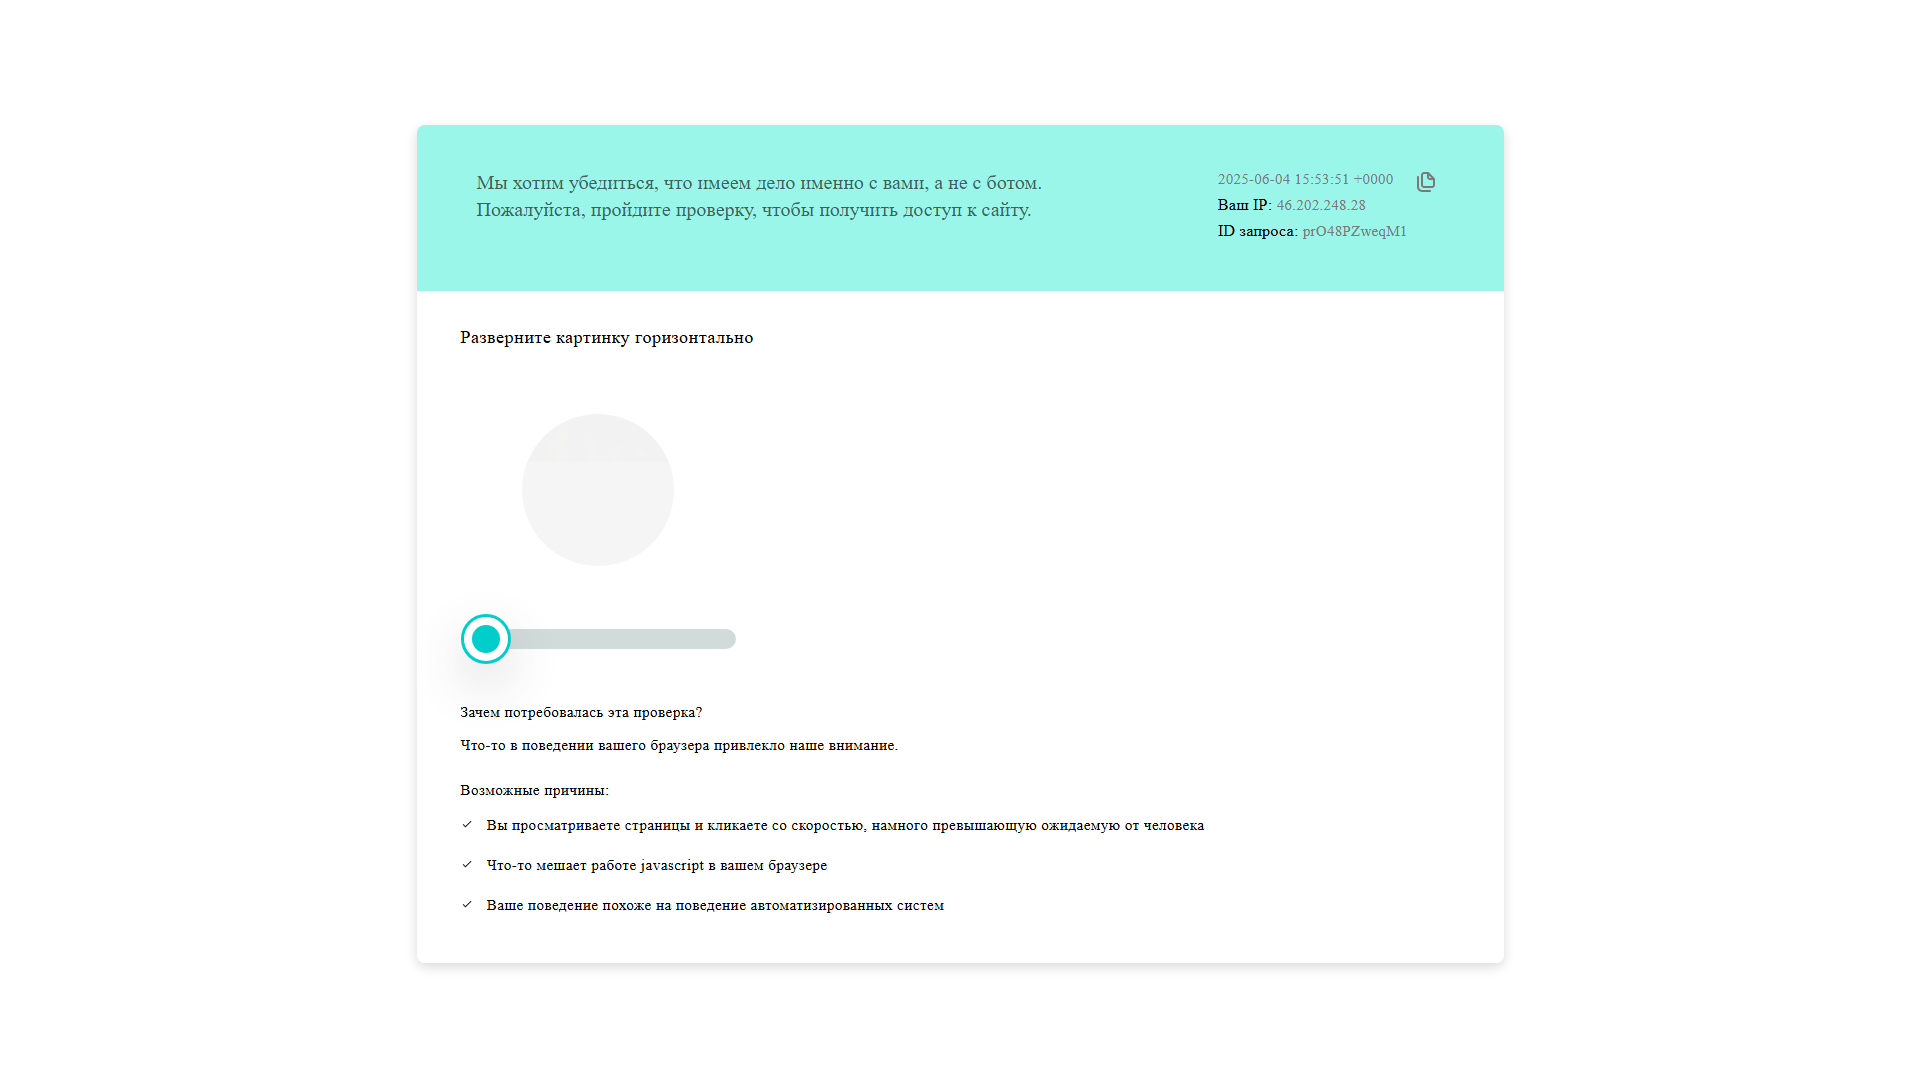 Мы хотим убедиться, что имеем дело именно с вами, а не с ботом.
Пожалуйста, пройдите проверку, чтобы получить доступ к сайту.
2025-06-04 15:53:51 +0000
Ваш IP: 46.202.248.28
ID запроса: prO48PZweqM1
Разверните картинку горизонтально
Зачем потребовалась эта проверка?
Что-то в поведении вашего браузера привлекло наше внимание.
Возможные причины:
Вы просматриваете страницы и кликаете со скоростью, намного превышающую ожидаемую от человека
Что-то мешает работе javascript в вашем браузере
Ваше поведение похоже на поведение автоматизированных систем